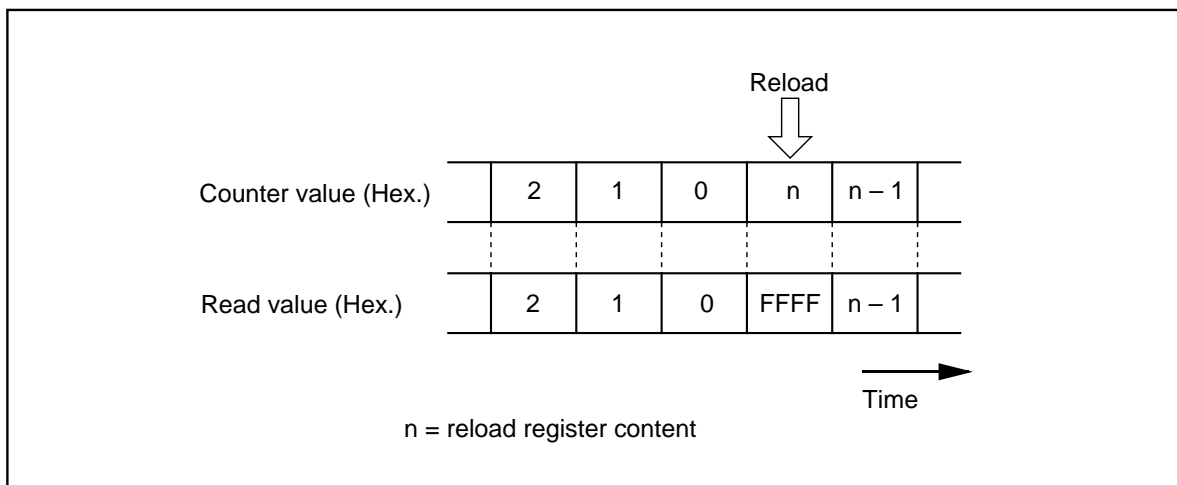 Reload
Counter value (Hex.) 2 1 0 n n – 1
Read value (Hex.) 2 1 0 FFFF n – 1
Time
n = reload register content